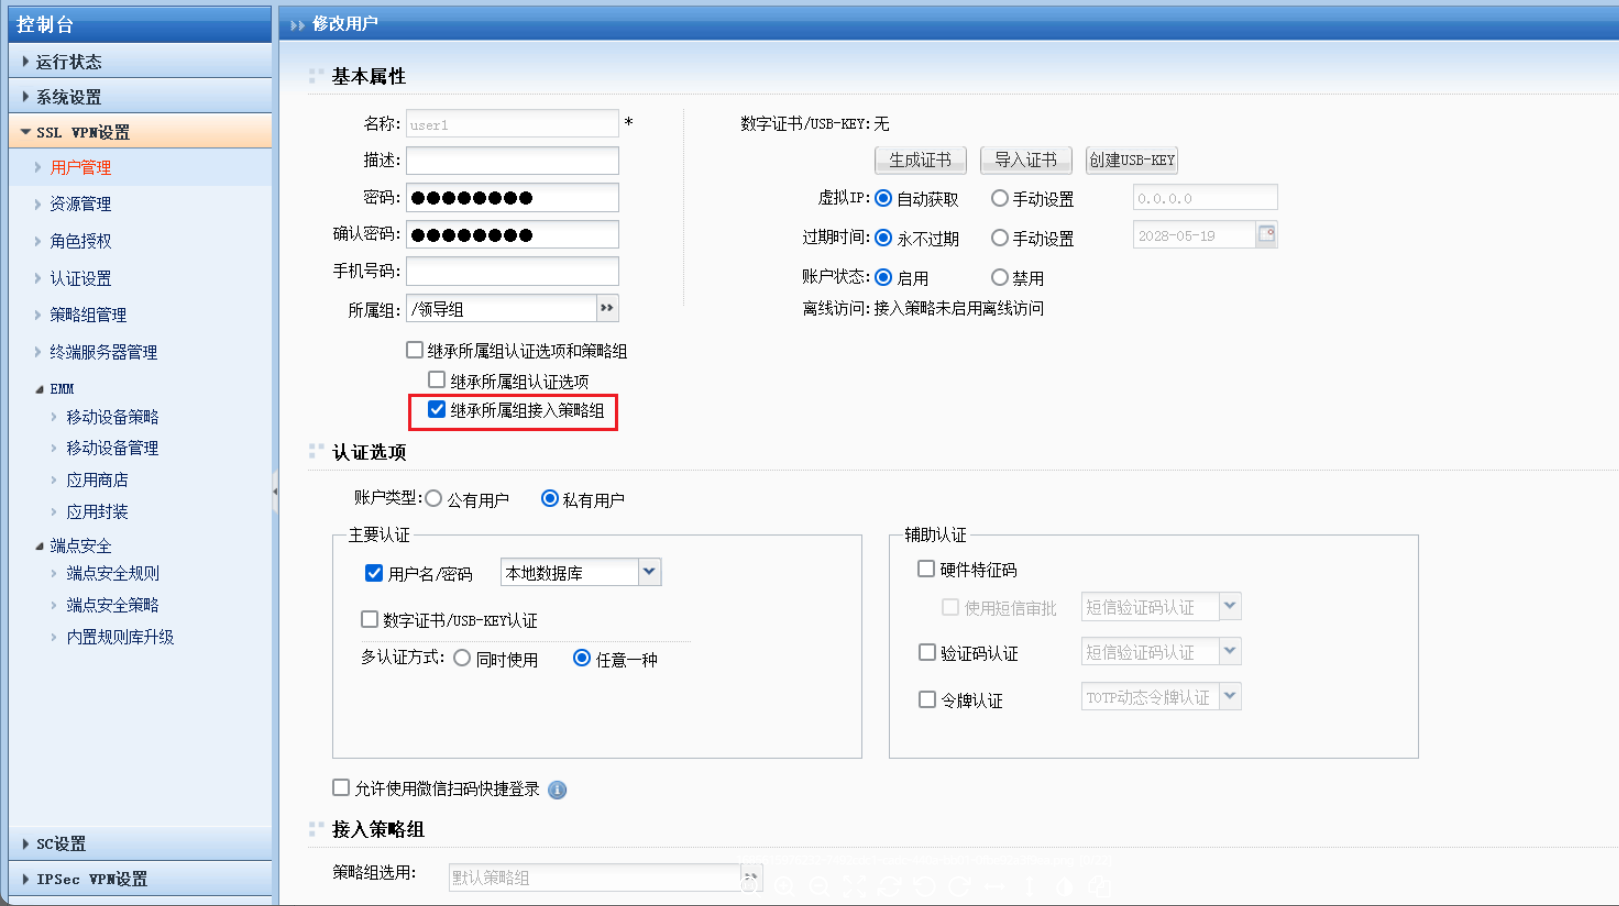 控制台
运行状态
系统设置
SSL VPN设置
用户管理
资源管理
角色授权
认证设置
策略组管理
终端服务器管理
EMM
移动设备策略
移动设备管理
应用商店
应用封装
端点安全
端点安全规则
端点安全策略
内置规则库升级
SC设置
IPSec VPN设置
修改用户
基本属性
名称: user1 *
描述:
密码: ●●●●●●●●
确认密码: ●●●●●●●●
手机号码:
所属组: /领导组
继承所属组认证选项和策略组
继承所属组认证选项
继承所属组接入策略组
数字证书/USB-KEY: 无
生成证书 导入证书 创建USB-KEY
虚拟IP: 自动获取 手动设置 0.0.0.0
过期时间: 永不过期 手动设置 2028-05-19
账户状态: 启用 禁用
离线访问: 接入策略未启用离线访问
认证选项
账户类型: 公有用户 私有用户
主要认证
用户名/密码 本地数据库
数字证书/USB-KEY认证
多认证方式: 同时使用 任意一种
辅助认证
硬件特征码
使用短信审批 短信验证码认证
验证码认证 短信验证码认证
令牌认证 TOTP动态令牌认证
允许使用微信扫码快捷登录
接入策略组
策略组选用: 默认策略组